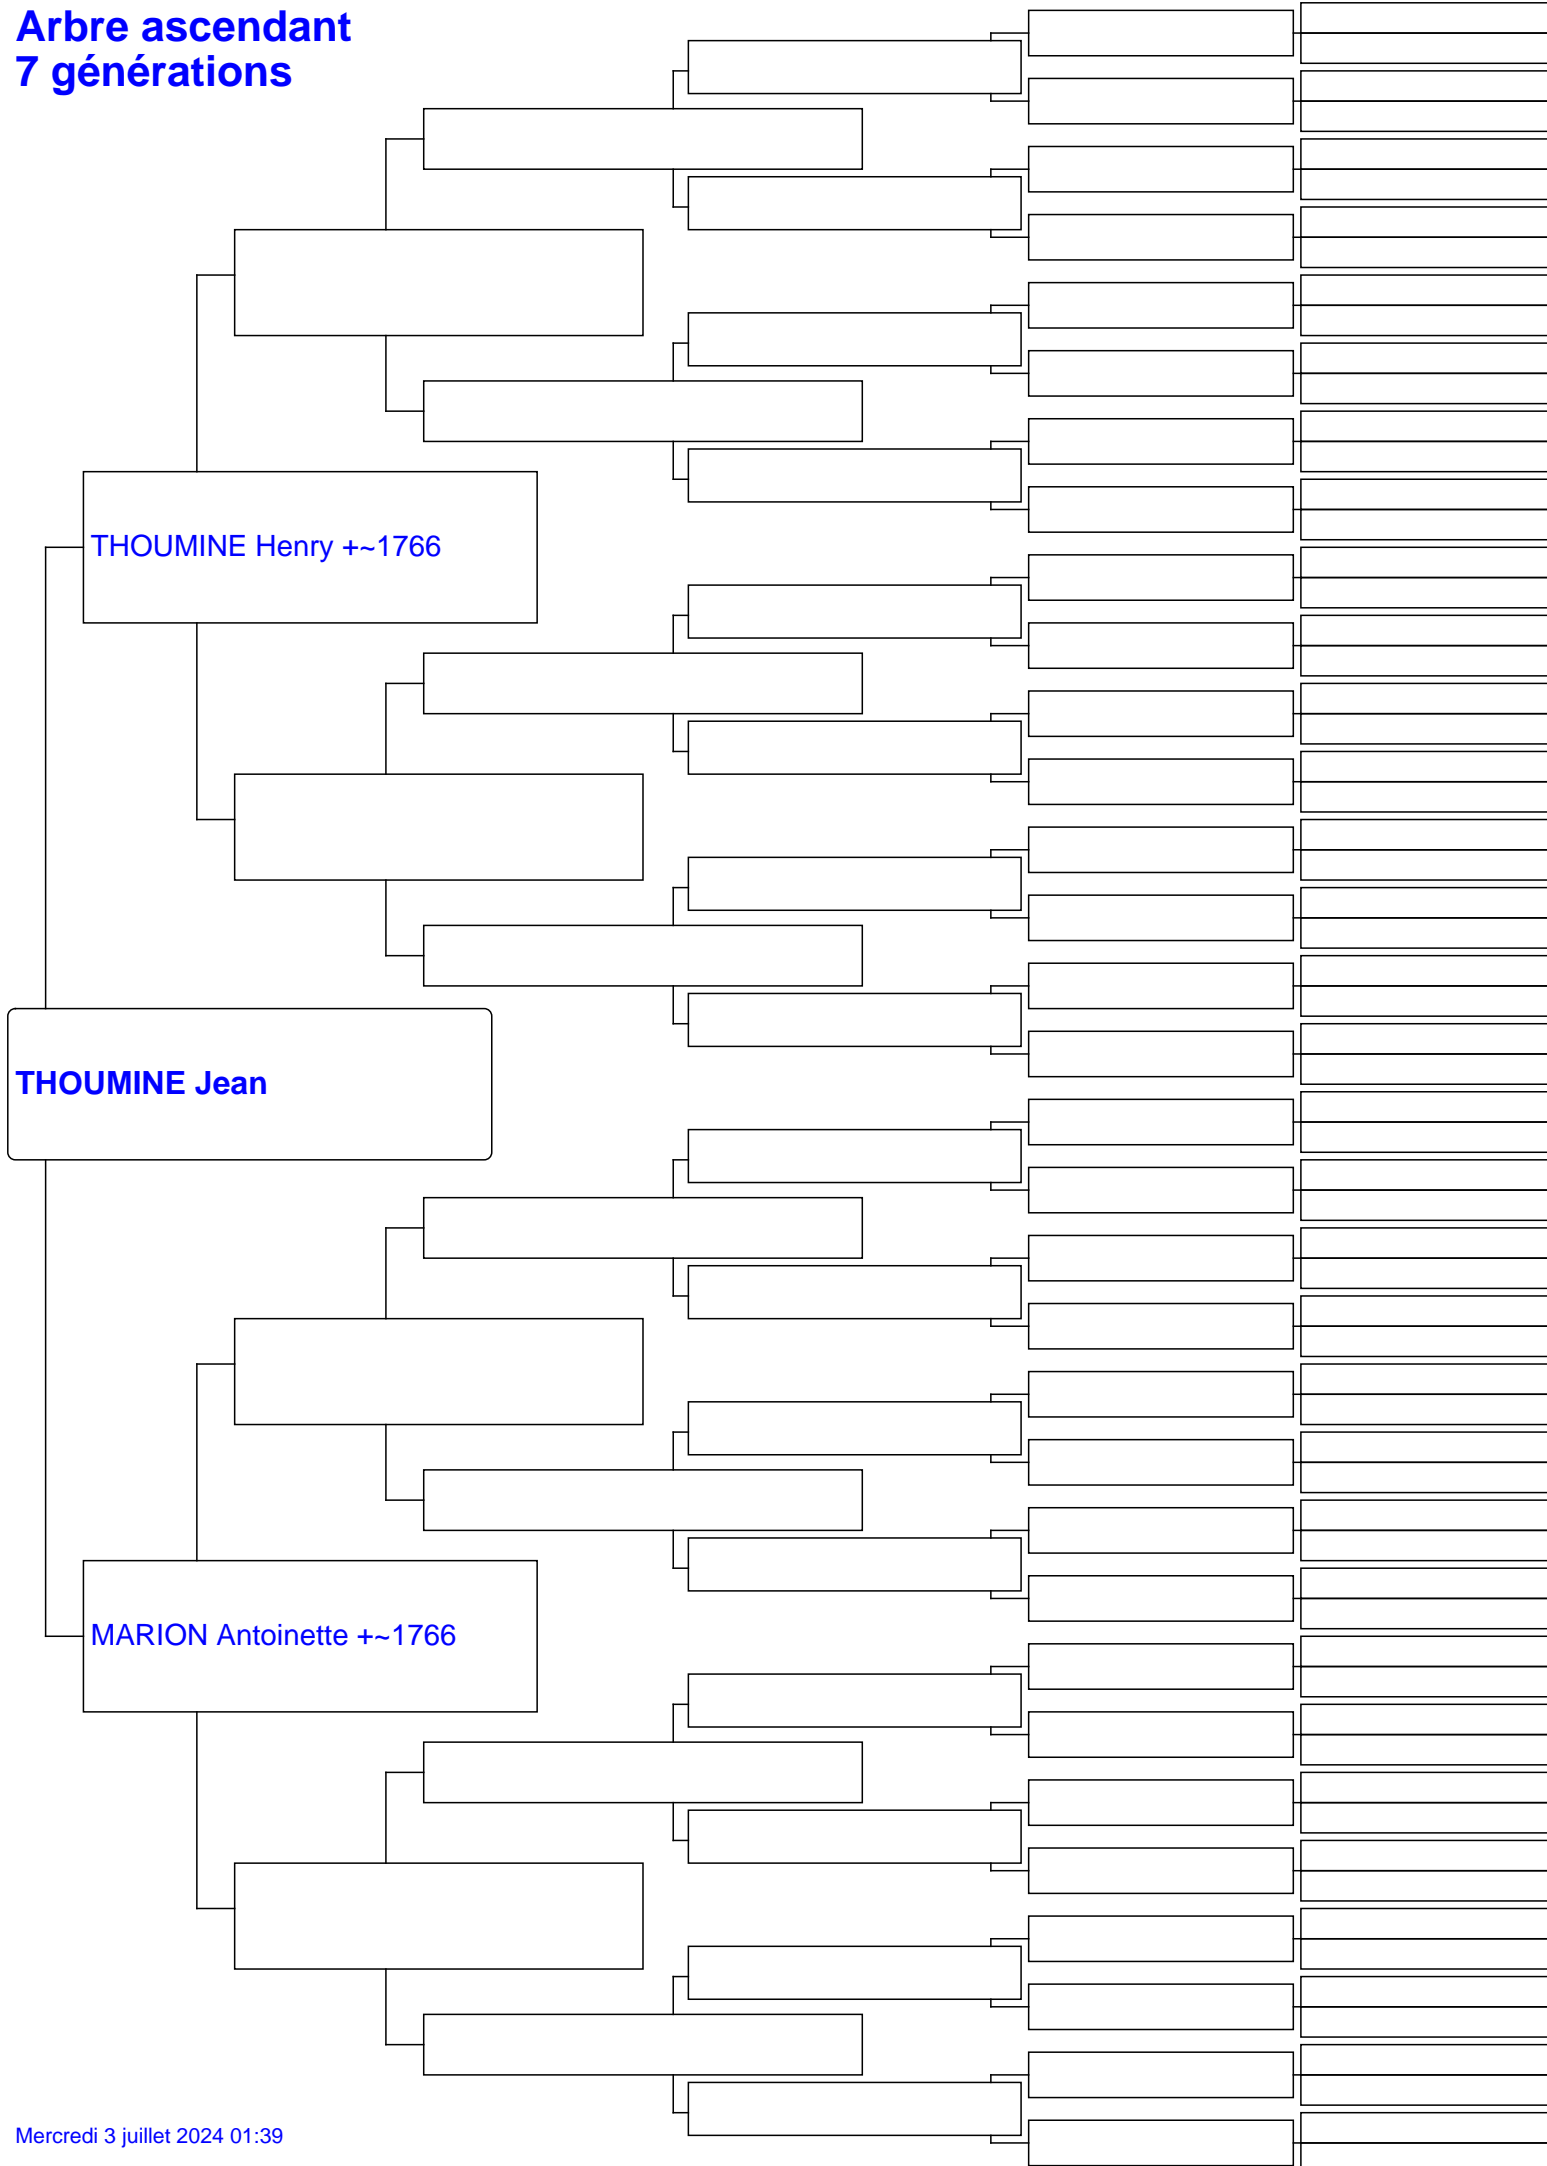 Arbre ascendant
7 générations
THOUMINE Henry +~1766
THOUMINE Jean
MARION Antoinette +~1766
Mercredi 3 juillet 2024 01:39